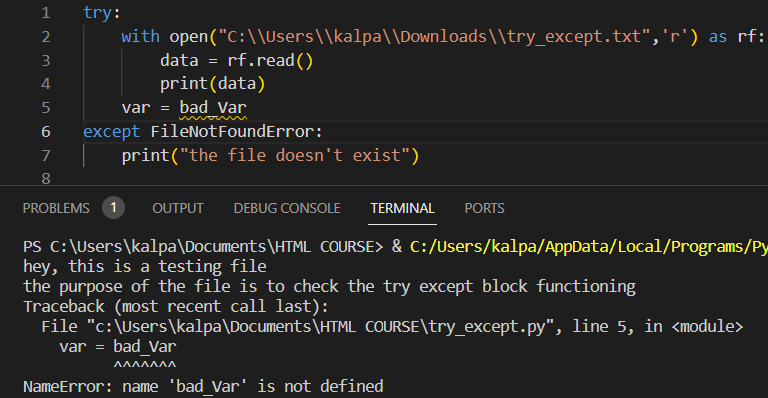 1 try:
2 with open("C:\\Users\\kalpa\\Downloads\\try_except.txt",'r') as rf:
3 data = rf.read()
4 print(data)
5 var = bad_Var
6 except FileNotFoundError:
7 print("the file doesn't exist")
8
PROBLEMS 1 OUTPUT DEBUG CONSOLE TERMINAL PORTS
PS C:\Users\kalpa\Documents\HTML COURSE> & C:/Users/kalpa/AppData/Local/Programs/Py
hey, this is a testing file
the purpose of the file is to check the try except block functioning
Traceback (most recent call last):
File "c:\Users\kalpa\Documents\HTML COURSE\try_except.py", line 5, in <module>
var = bad_Var
^^^^^^^
NameError: name 'bad_Var' is not defined